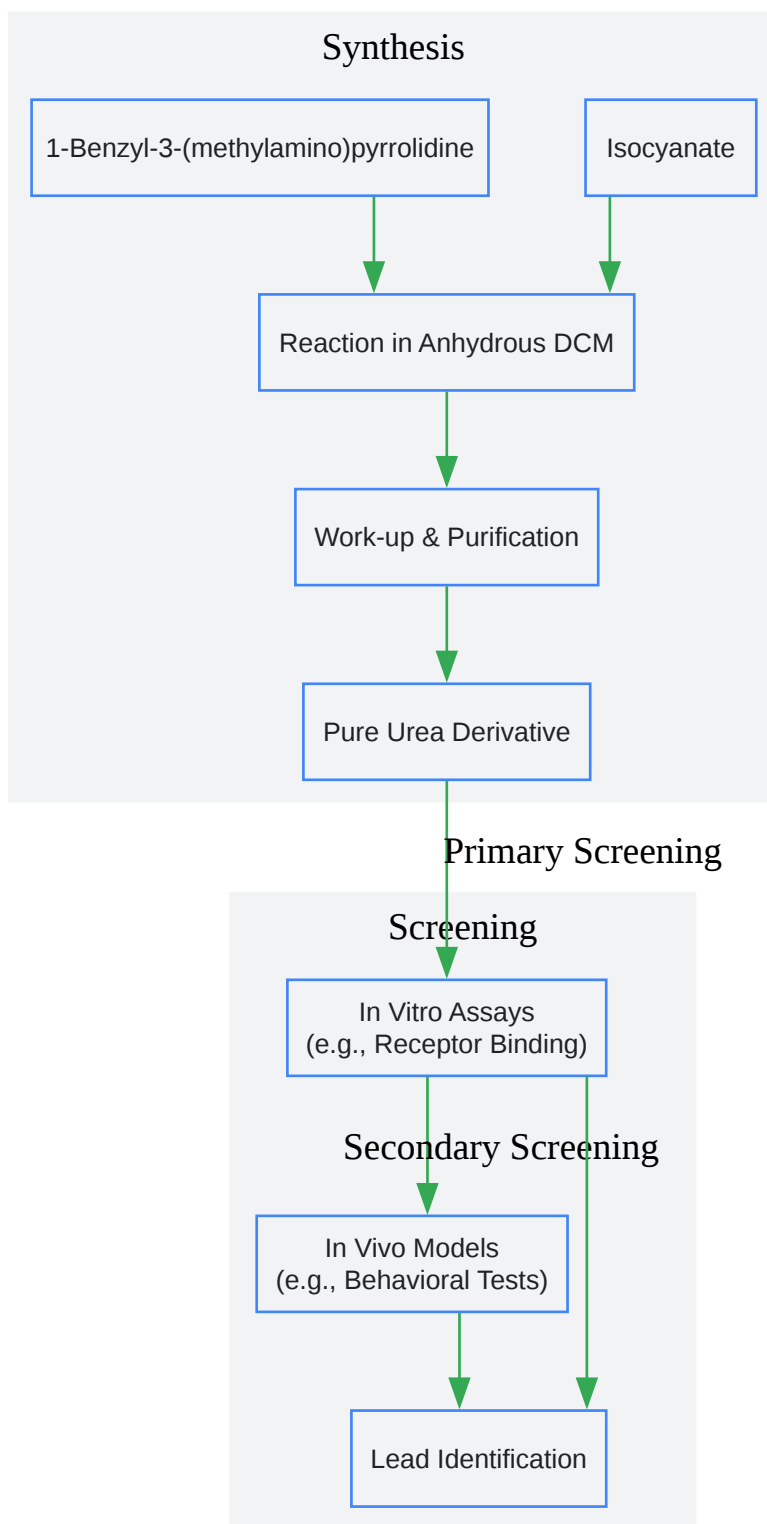 Synthesis
1-Benzyl-3-(methylamino)pyrrolidine
Isocyanate
Reaction in Anhydrous DCM
Work-up & Purification
Pure Urea Derivative
Primary Screening
Screening
In Vitro Assays
(e.g., Receptor Binding)
Secondary Screening
In Vivo Models
(e.g., Behavioral Tests)
Lead Identification